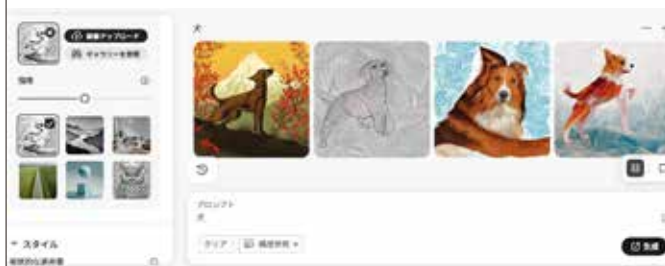 画像アップロード
ギャラリーを参照
強度
スタイル
犬
プロンプト
犬
クリア
構成参照
生成